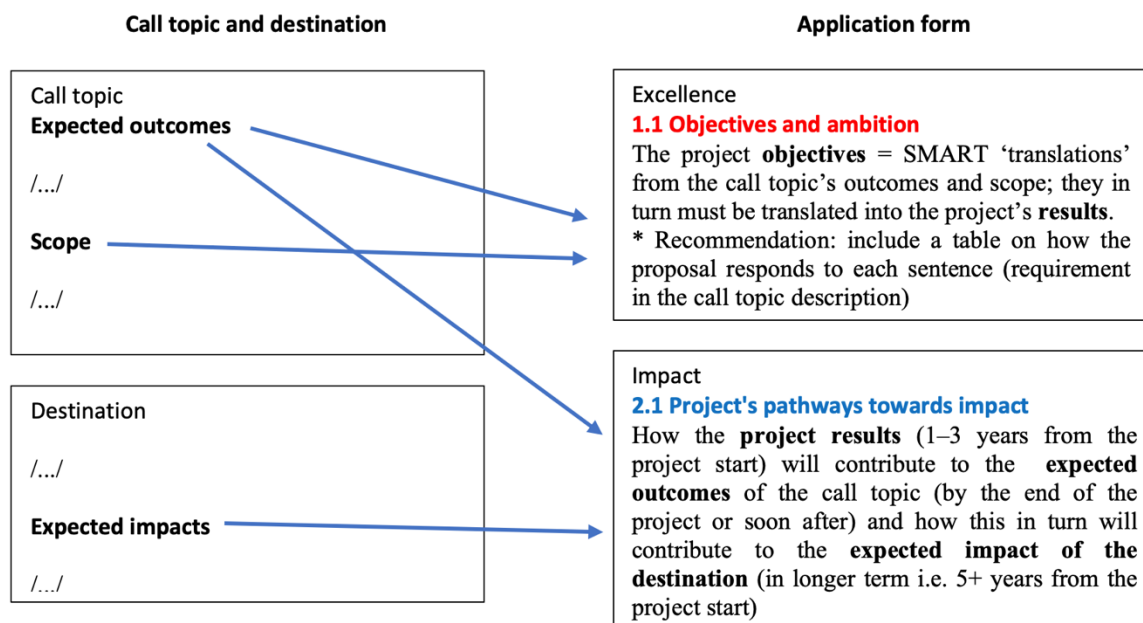 Call topic and destination
Application form
Call topic
Expected outcomes
/…/
Scope
/…/
Destination
/…/
Expected impacts
/…/
Excellence
1.1 Objectives and ambition
The project objectives = SMART ‘translations’
from the call topic’s outcomes and scope; they in
turn must be translated into the project’s results.
* Recommendation: include a table on how the
proposal responds to each sentence (requirement
in the call topic description)
Impact
2.1 Project's pathways towards impact
How the project results (1–3 years from the
project start) will contribute to the expected
outcomes of the call topic (by the end of the
project or soon after) and how this in turn will
contribute to the expected impact of the
destination (in longer term i.e. 5+ years from the
project start)